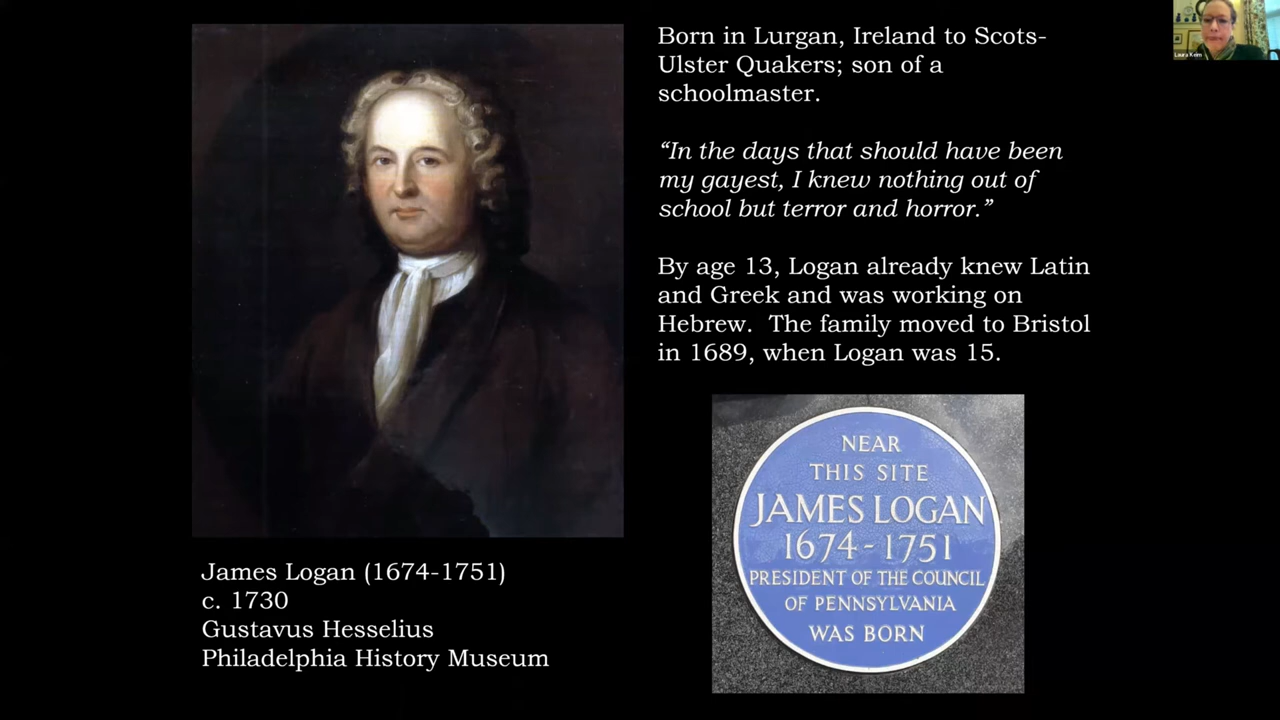 Born in Lurgan, Ireland to Scots-
Ulster Quakers; son of a
schoolmaster.
“In the days that should have been
my gayest, I knew nothing out of
school but terror and horror.”
By age 13, Logan already knew Latin
and Greek and was working on
Hebrew.  The family moved to Bristol
in 1689, when Logan was 15.
NEAR
THIS SITE
JAMES LOGAN
1674-1751
PRESIDENT OF THE COUNCIL
OF PENNSYLVANIA
WAS BORN
James Logan (1674-1751)
c. 1730
Gustavus Hesselius
Philadelphia History Museum
Laura Keim